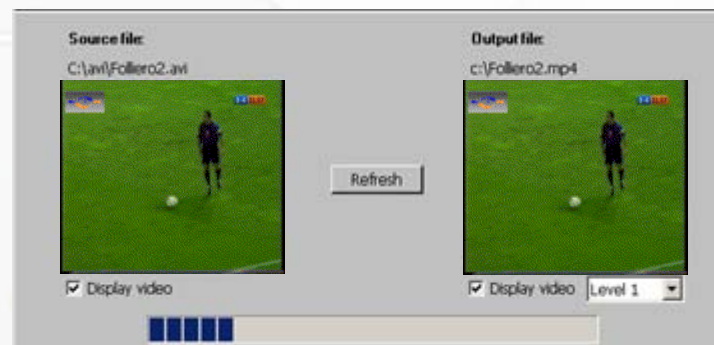 Source file:
Output file:
C:\avi\Folliero2.avi
c:\Folliero2.mp4
Refresh
Display video
Display video
Level 1